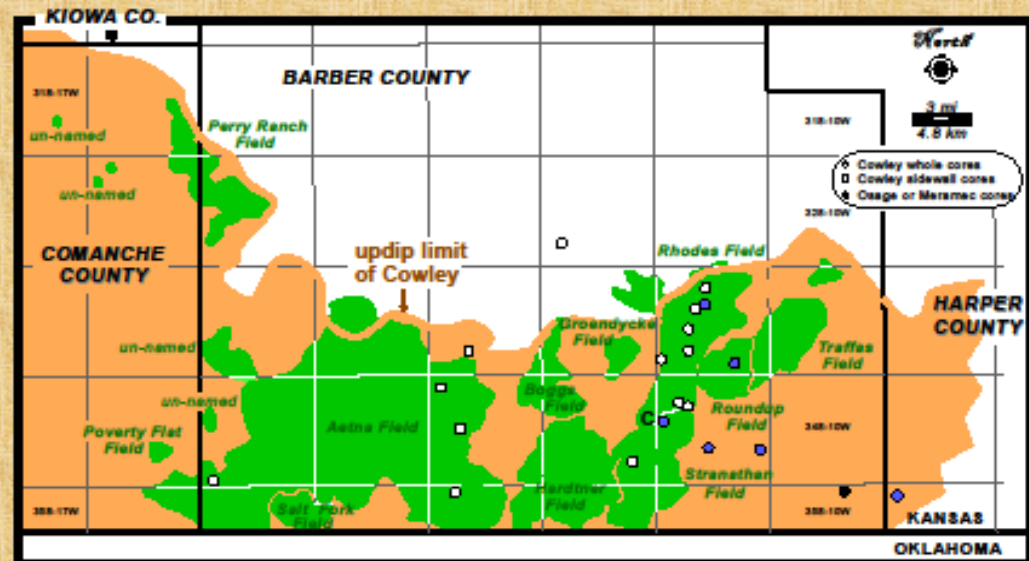 KIOWA CO.
BARBER COUNTY
North
3 mi
4.8 km
31S-17W
31S-10W
un-named
Perry Ranch
Field
Cowley whole cores
Cowley sidewall cores
Osage or Meramec cores
un-named
32S-10W
COMANCHE
COUNTY
updip limit
of Cowley
Rhodes Field
HARPER
COUNTY
Groendycke
Field
un-named
Traffas
Field
Boggs
Field
un-named
Aetna Field
C
Roundup
Field
34S-10W
Poverty Flat
Field
Stranathan
Field
Hardtner
Field
Salt Fork
Field
35S-17W
35S-10W
KANSAS
OKLAHOMA